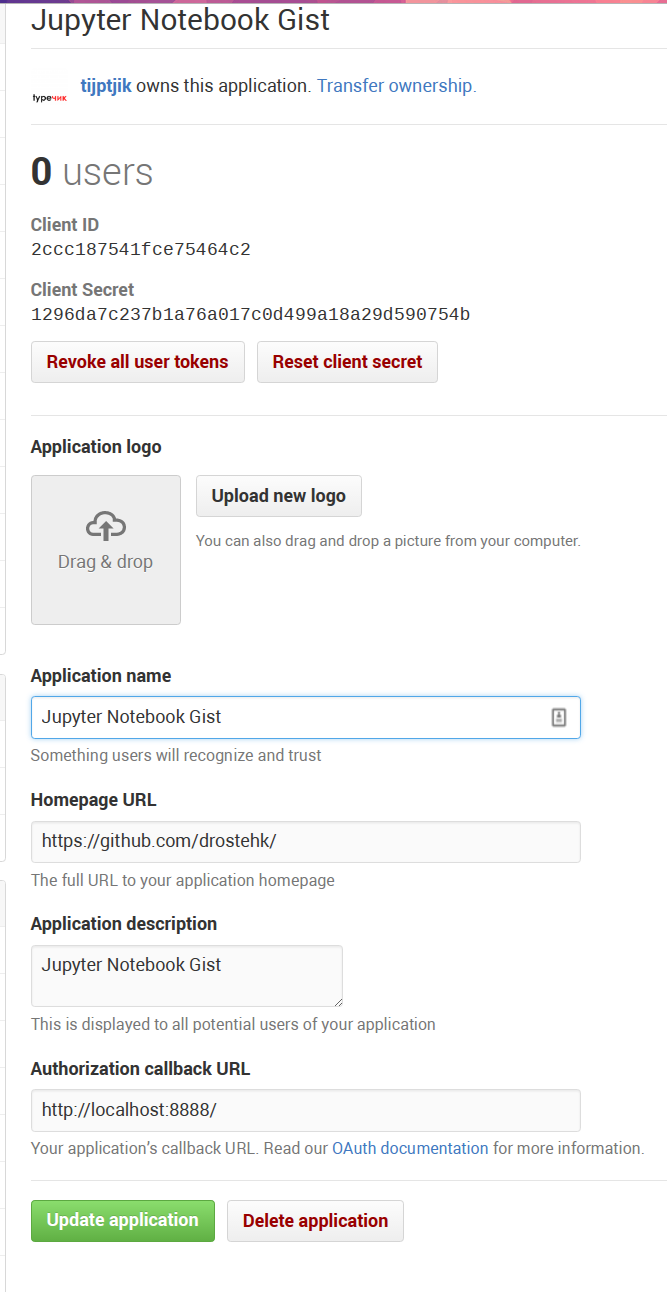 Jupyter Notebook Gist
typeчик
tijptjik owns this application. Transfer ownership.
0 users
Client ID
2ccc187541fce75464c2
Client Secret
1296da7c237b1a76a017c0d499a18a29d590754b
Revoke all user tokens Reset client secret
Application logo
Upload new logo
You can also drag and drop a picture from your computer.
Drag & drop
Application name
Jupyter Notebook Gist
Something users will recognize and trust
Homepage URL
https://github.com/drostehk/
The full URL to your application homepage
Application description
Jupyter Notebook Gist
This is displayed to all potential users of your application
Authorization callback URL
http://localhost:8888/
Your application's callback URL. Read our OAuth documentation for more information.
Update application Delete application